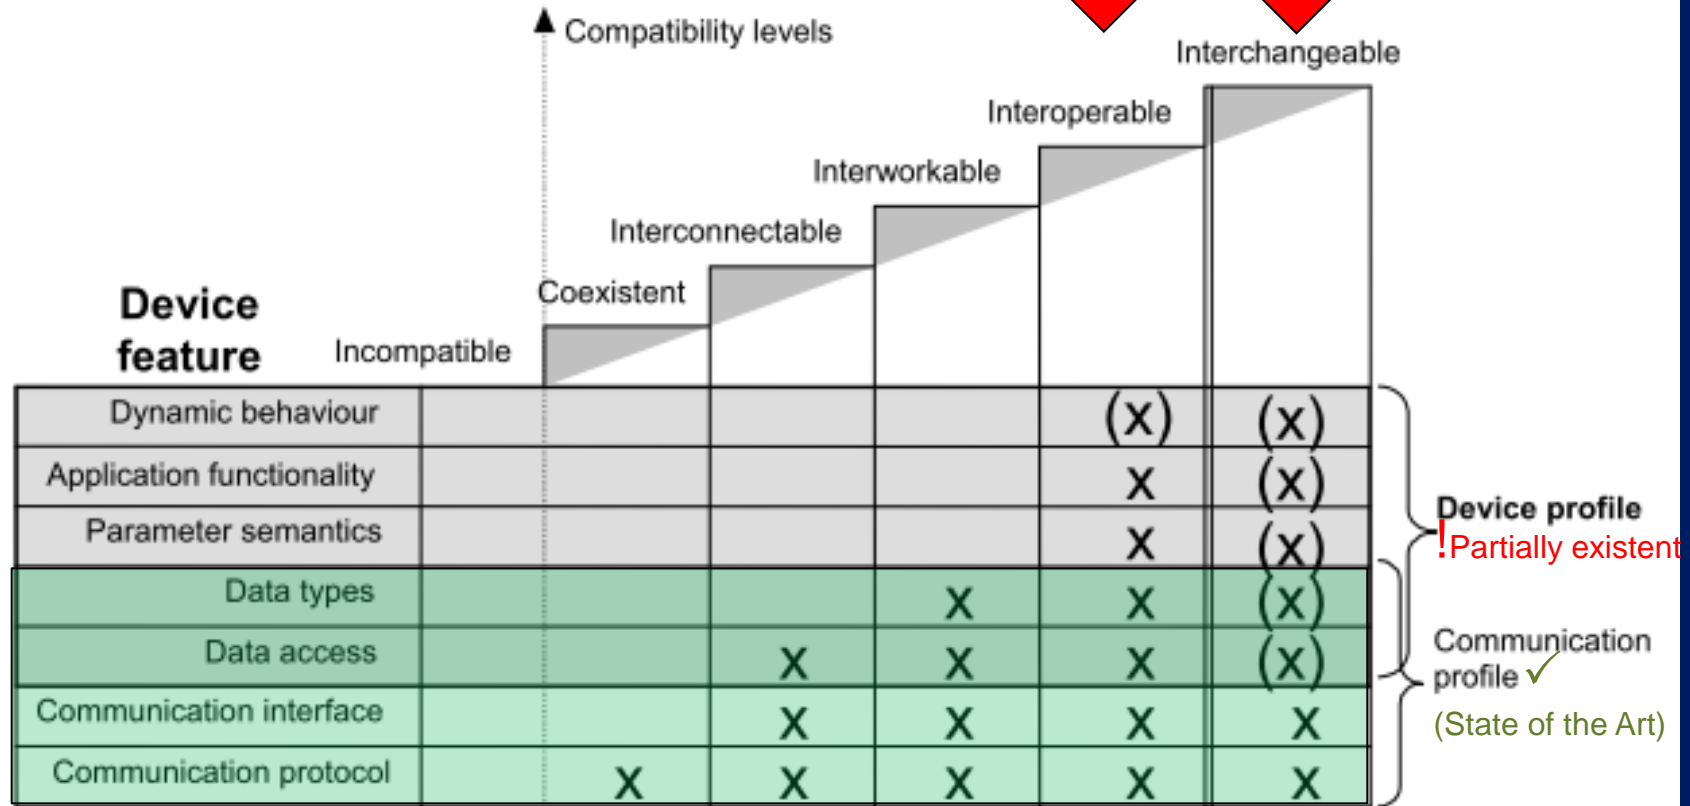 Compatibility levels
Interchangeable
Interoperable
Interworkable
Interconnectable
Coexistent
Incompatible
Device
feature
Dynamic behaviour (x) (x)
Application functionality x (x)
Parameter semantics x (x)
Data types x x (x)
Data access x x x (x)
Communication interface x x x x
Communication protocol x x x x x
Device profile
!Partially existent
Communication
profile ✓
(State of the Art)